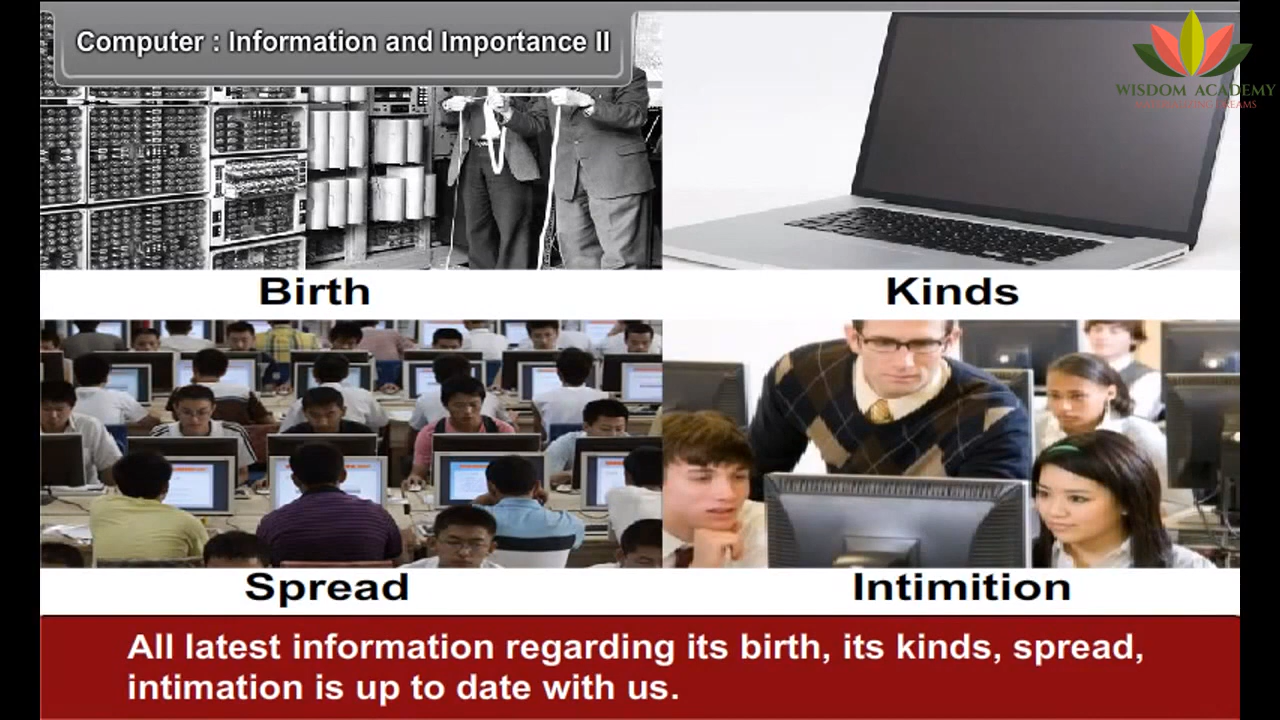 Computer : Information and Importance II
WISDOM ACADEMY
Birth
Kinds
Spread
Intimition
All latest information regarding its birth, its kinds, spread,
intimation is up to date with us.